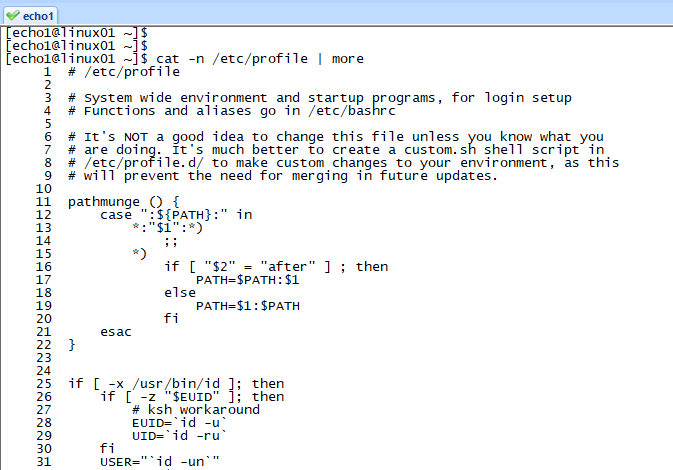 echo1
[echo1@linux01 ~]$
[echo1@linux01 ~]$
[echo1@linux01 ~]$ cat -n /etc/profile | more
     1  # /etc/profile
     2
     3  # System wide environment and startup programs, for login setup
     4  # Functions and aliases go in /etc/bashrc
     5
     6  # It's NOT a good idea to change this file unless you know what you
     7  # are doing. It's much better to create a custom.sh shell script in
     8  # /etc/profile.d/ to make custom changes to your environment, as this
     9  # will prevent the need for merging in future updates.
    10
    11  pathmunge () {
    12      case ":${PATH}:" in
    13          *:"$1":*)
    14              ;;
    15          *)
    16              if [ "$2" = "after" ] ; then
    17                  PATH=$PATH:$1
    18              else
    19                  PATH=$1:$PATH
    20              fi
    21      esac
    22  }
    23
    24
    25  if [ -x /usr/bin/id ]; then
    26      if [ -z "$EUID" ]; then
    27          # ksh workaround
    28          EUID=`id -u`
    29          UID=`id -ru`
    30      fi
    31      USER="`id -un`"